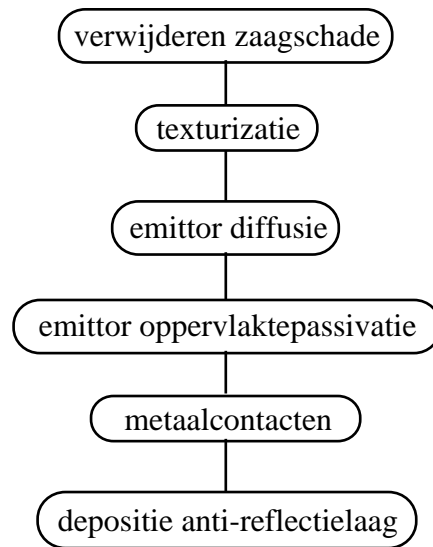 verwijderen zaagschade
texturizatie
emittor diffusie
emittor oppervlaktepassivatie
metaalcontacten
depositie anti-reflectielaag